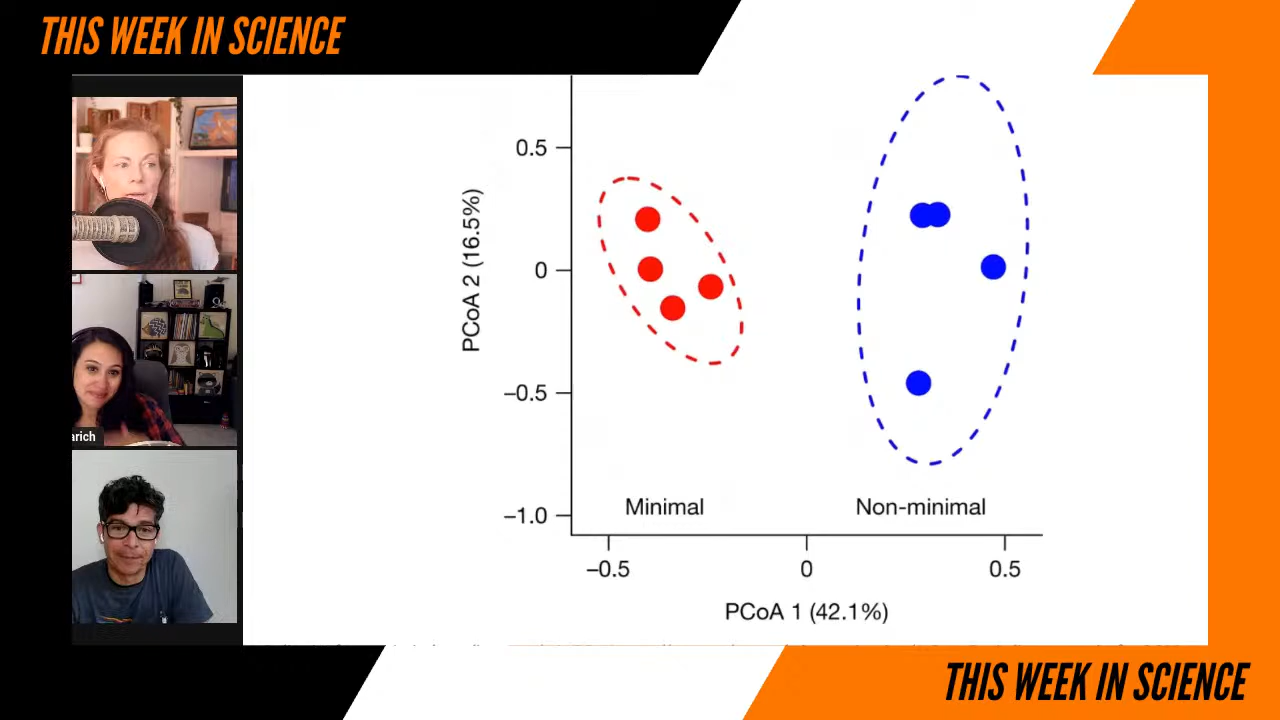 THIS WEEK IN SCIENCE
0.5
0
−0.5
−1.0
PCoA 2 (16.5%)
Minimal
Non-minimal
−0.5
0
0.5
PCoA 1 (42.1%)
arich
THIS WEEK IN SCIENCE